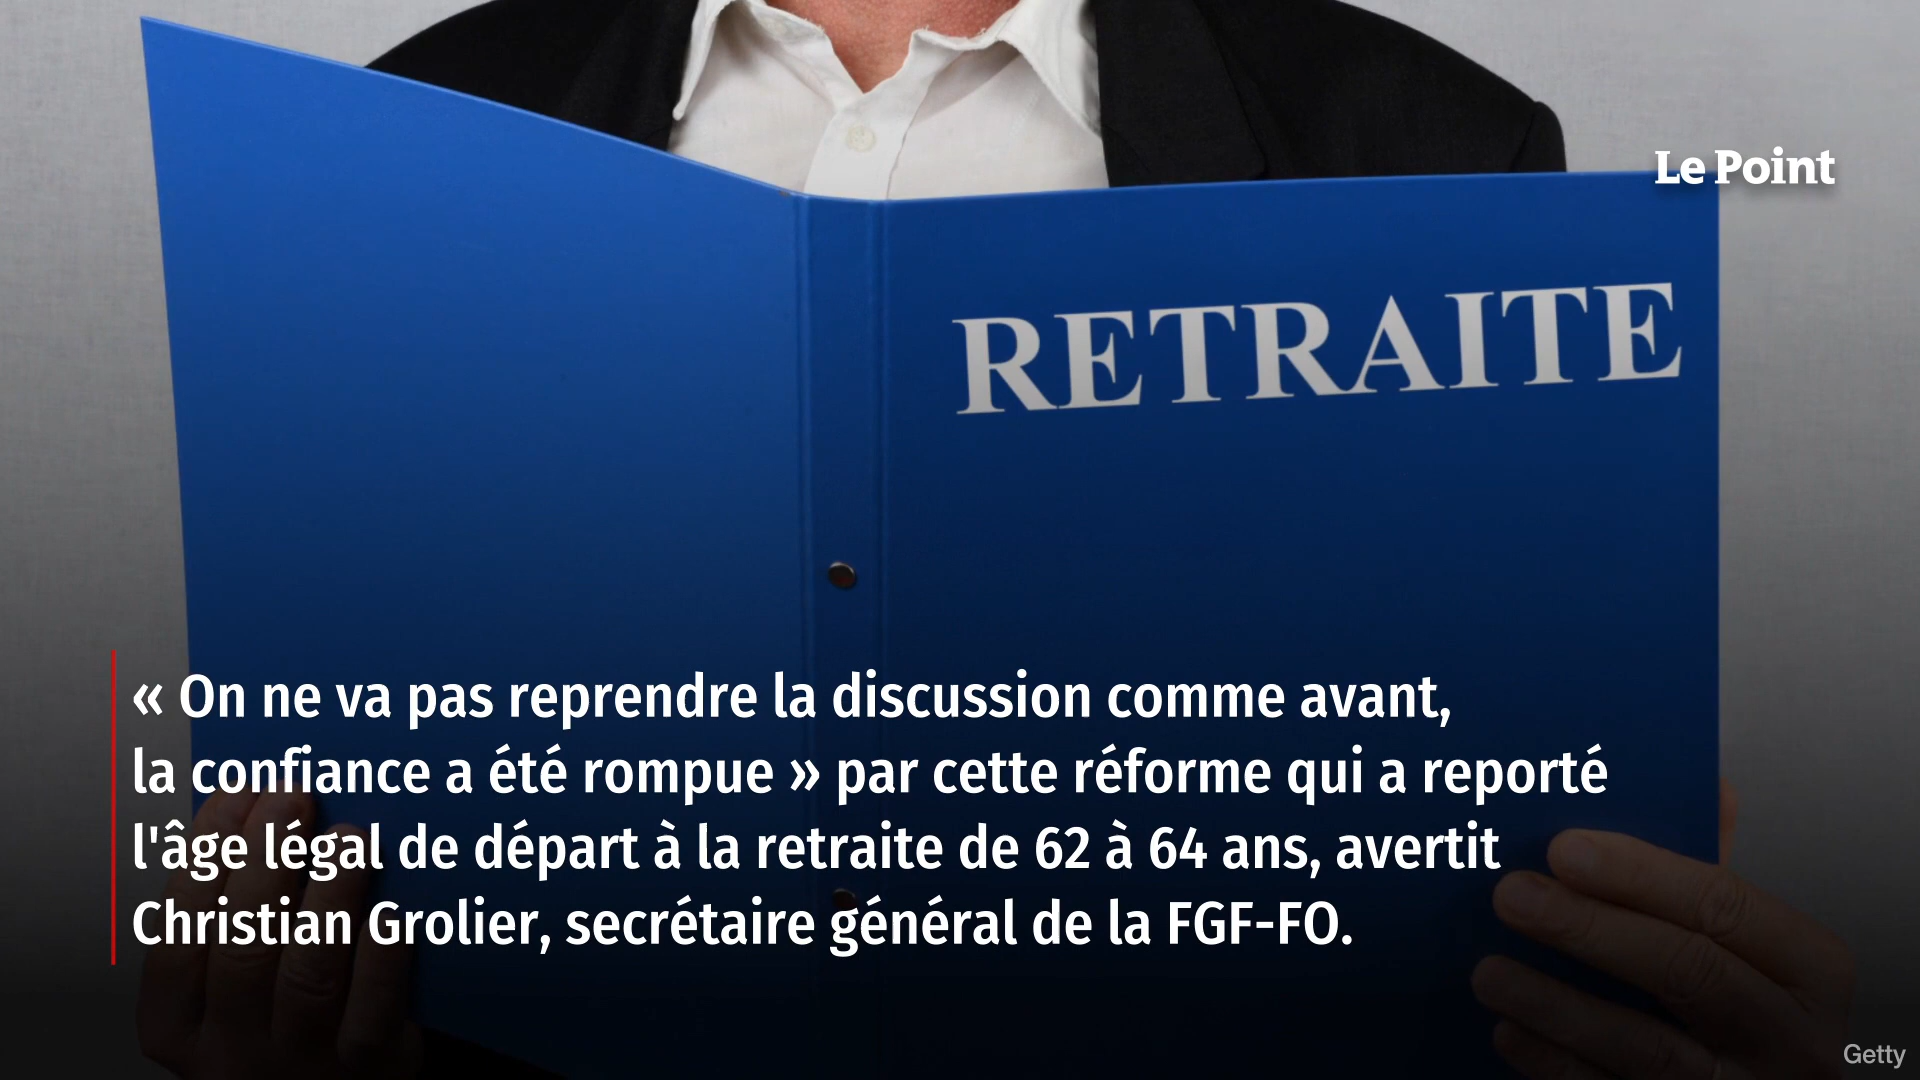 Le Point
RETRAITE
« On ne va pas reprendre la discussion comme avant,
la confiance a été rompue » par cette réforme qui a reporté
l'âge légal de départ à la retraite de 62 à 64 ans, avertit
Christian Grolier, secrétaire général de la FGF-FO.
Getty